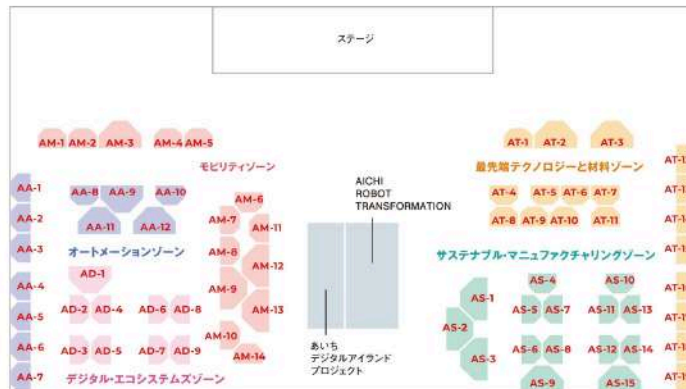 ステージ
AM-1 AM-2 AM-3 AM-4 AM-5
モビリティゾーン
AT-1 AT-2 AT-3
最先端テクノロジーと材料ゾーン
AA-1
AA-2
AA-3
AA-4
AA-5
AA-6
AA-7
AA-8 AA-9 AA-10
AA-11 AA-12
オートメーションゾーン
AD-1
AD-2 AD-4 AD-6 AD-8
AD-3 AD-5 AD-7 AD-9
デジタル・エコシステムズゾーン
AM-6
AM-7
AM-11
AM-8
AM-12
AM-9
AM-13
AM-10
AM-14
AICHI
ROBOT
TRANSFORMATION
あいち
デジタルアイランド
プロジェクト
AT-4 AT-5 AT-6 AT-7
AT-8 AT-9 AT-10 AT-11
サステナブル・マニュファクチャリングゾーン
AS-1
AS-2
AS-3
AS-4 AS-10
AS-5 AS-7 AS-11 AS-13
AS-6 AS-8 AS-12 AS-14
AS-9 AS-15